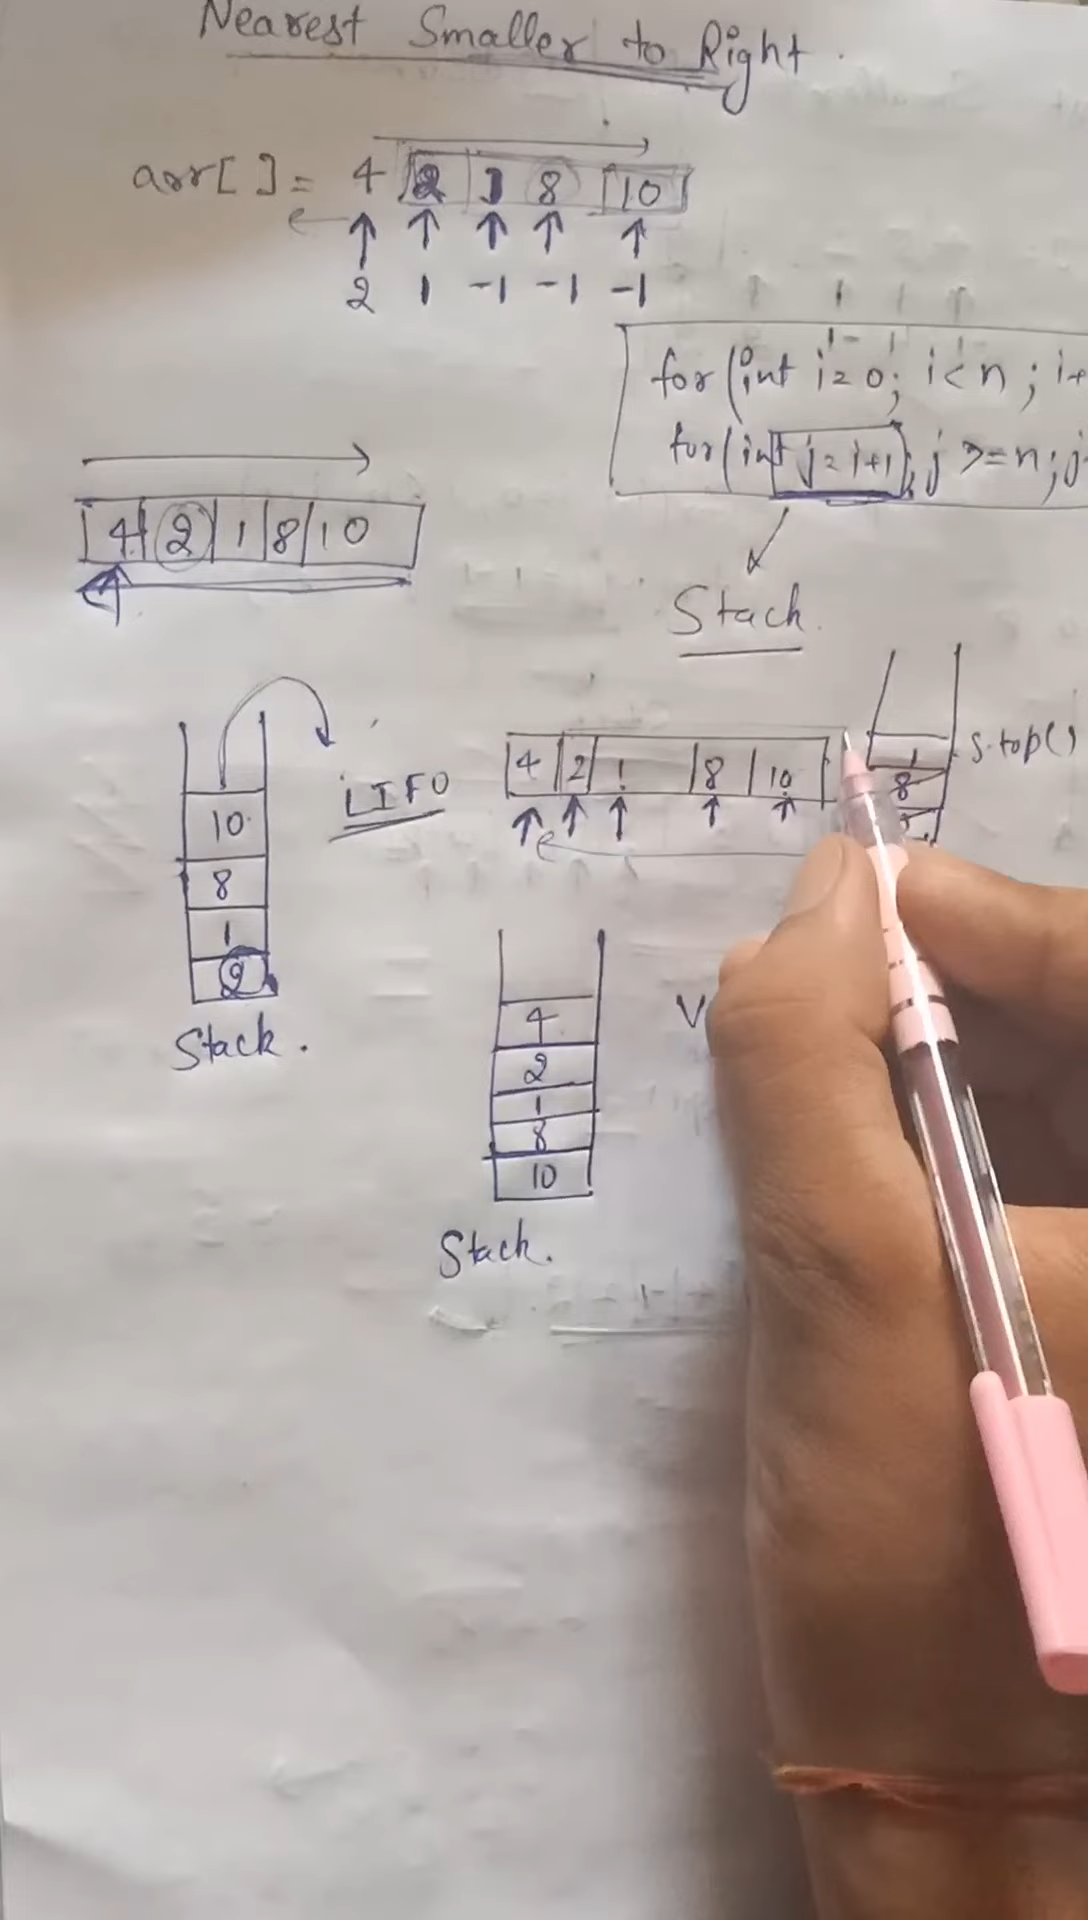 Nearest Smaller to Right.
arr[ ] = 4 2 1 8 10
2 1 -1 -1 -1
for(int i=0; i<n; i+
for(int j=i+1; j>=n; j
4 2 1 8 10
Stack.
LIFO
4 2 1 8 10
1
8
s.top()
10
8
1
2
Stack.
4
2
1
8
10
V
Stack.